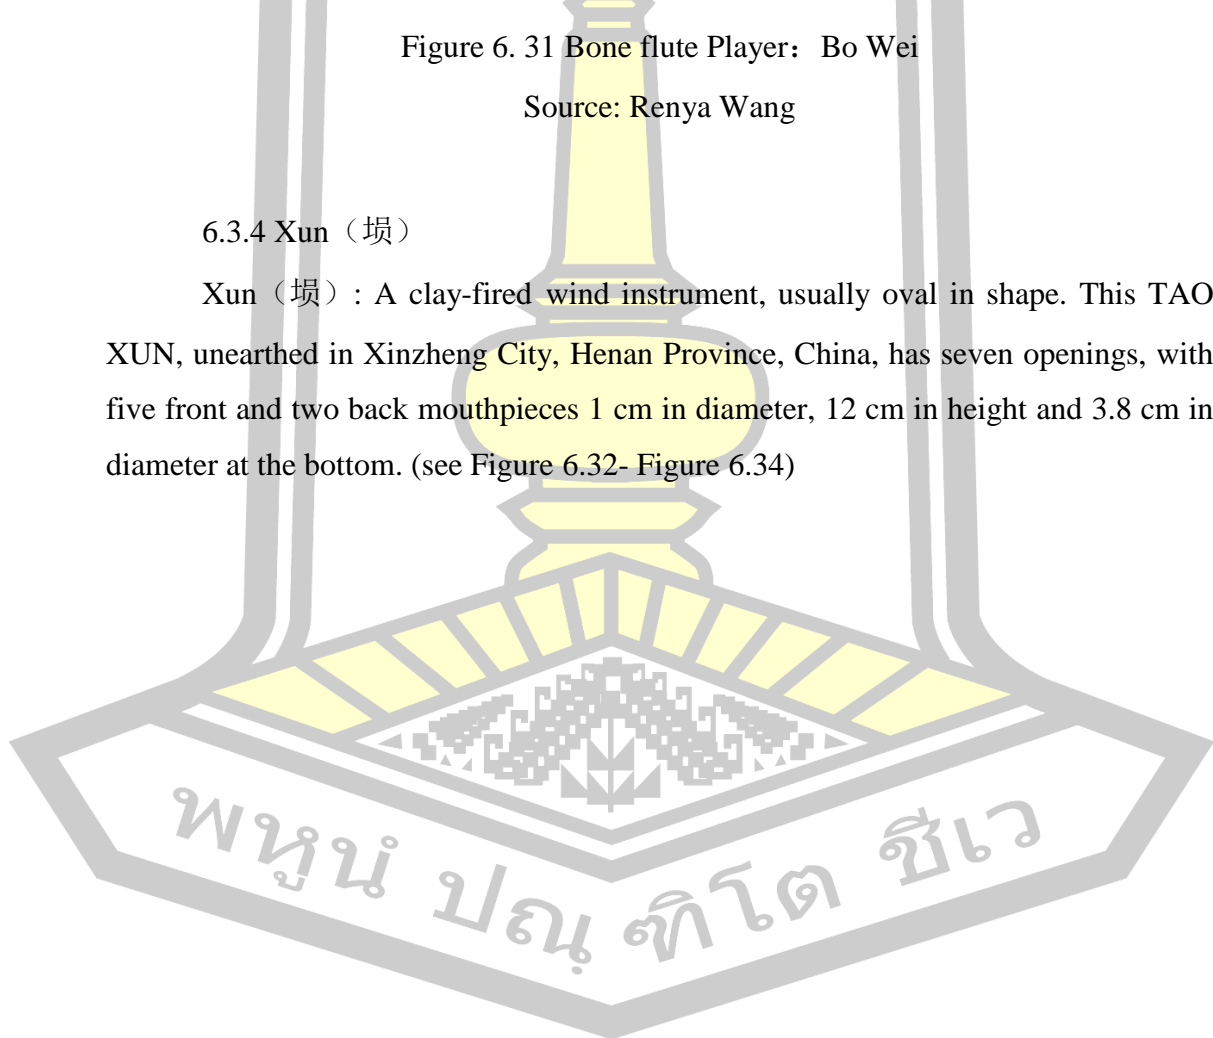 Figure 6. 31 Bone flute Player：Bo Wei
Source: Renya Wang
6.3.4 Xun（埙）
Xun（埙）: A clay-fired wind instrument, usually oval in shape. This TAO
XUN, unearthed in Xinzheng City, Henan Province, China, has seven openings, with
five front and two back mouthpieces 1 cm in diameter, 12 cm in height and 3.8 cm in
diameter at the bottom. (see Figure 6.32- Figure 6.34)
พหูนํ ปณฺฑิโต ชีเว